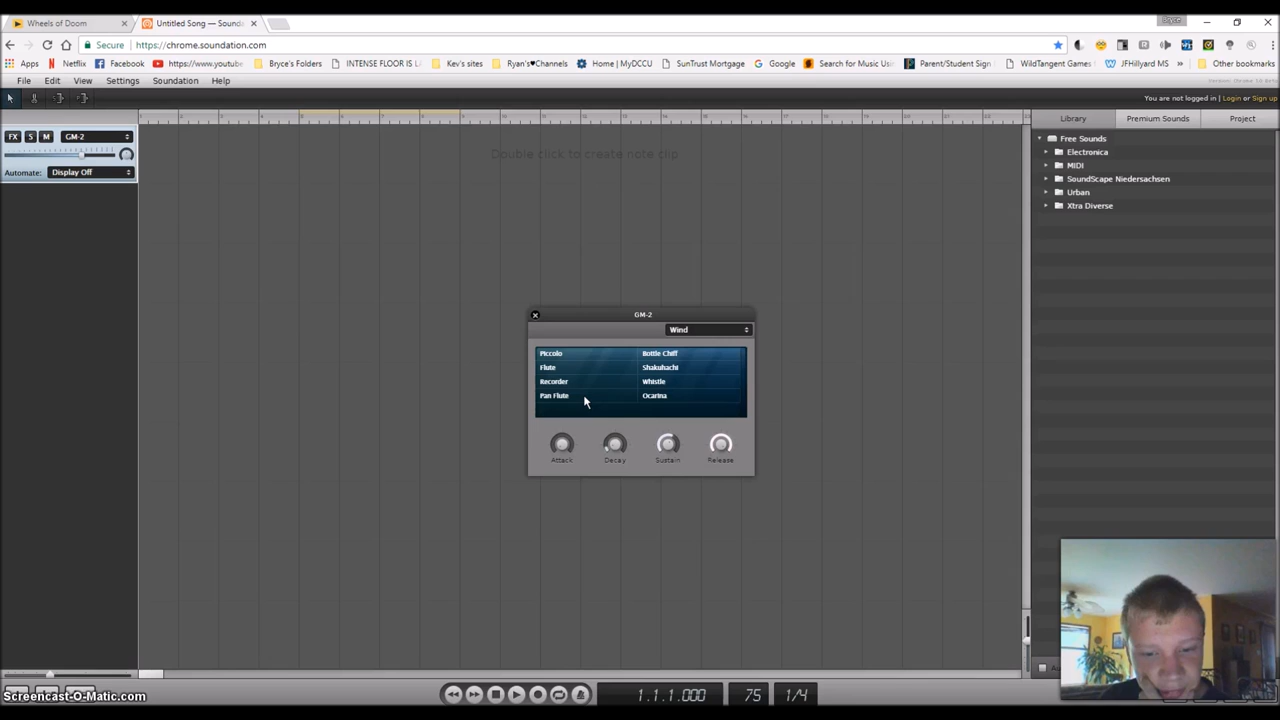 Wheels of Doom
Untitled Song — Sounda
Bryce
Secure
https://chrome.soundation.com
Apps
Netflix
Facebook
https://www.youtube
Bryce's Folders
INTENSE FLOOR IS L
Ryan's♥Channels
Kev's sites
Home | MyDCCU
SunTrust Mortgage
Google
Search for Music Usin
Parent/Student Sign
WildTangent Games
JFHillyard MS
»
Other bookmarks
File Edit View Settings Soundation Help
You are not logged in | Login or Sign up
FX S M GM-2
Automate: Display Off
Double click to create note clip
Library Premium Sounds Project
Free Sounds
Electronica
MIDI
SoundScape Niedersachsen
Urban
Xtra Diverse
GM-2
Wind
Piccolo Bottle Chiff
Flute Shakuhachi
Recorder Whistle
Pan Flute Ocarina
Attack Decay Sustain Release
Screencast-O-Matic.com
1.1.1.000 75 1/4